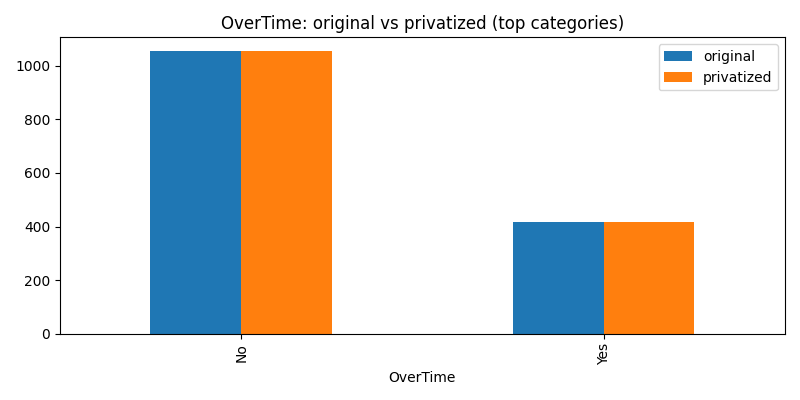 OverTime: original vs privatized (top categories)
original
privatized
1000
800
600
400
200
0
No
Yes
OverTime